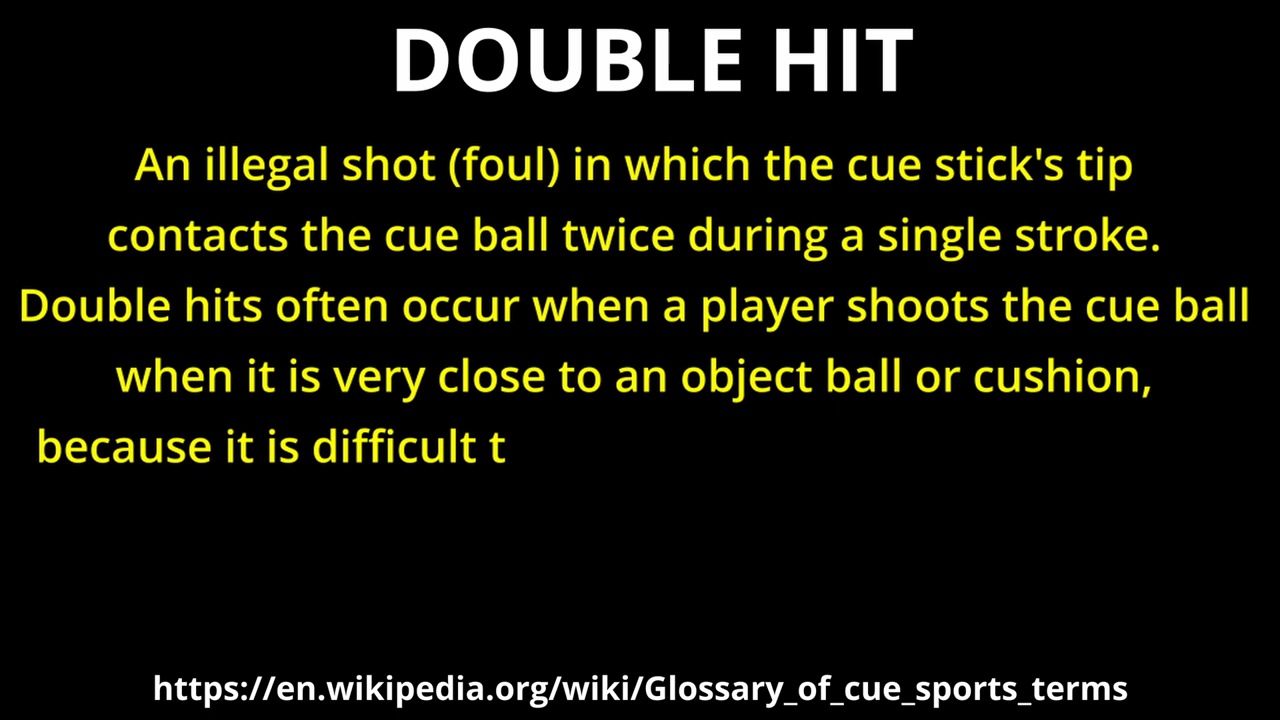 DOUBLE HIT
An illegal shot (foul) in which the cue stick's tip
contacts the cue ball twice during a single stroke.
Double hits often occur when a player shoots the cue ball
when it is very close to an object ball or cushion,
because it is difficult t
https://en.wikipedia.org/wiki/Glossary_of_cue_sports_terms